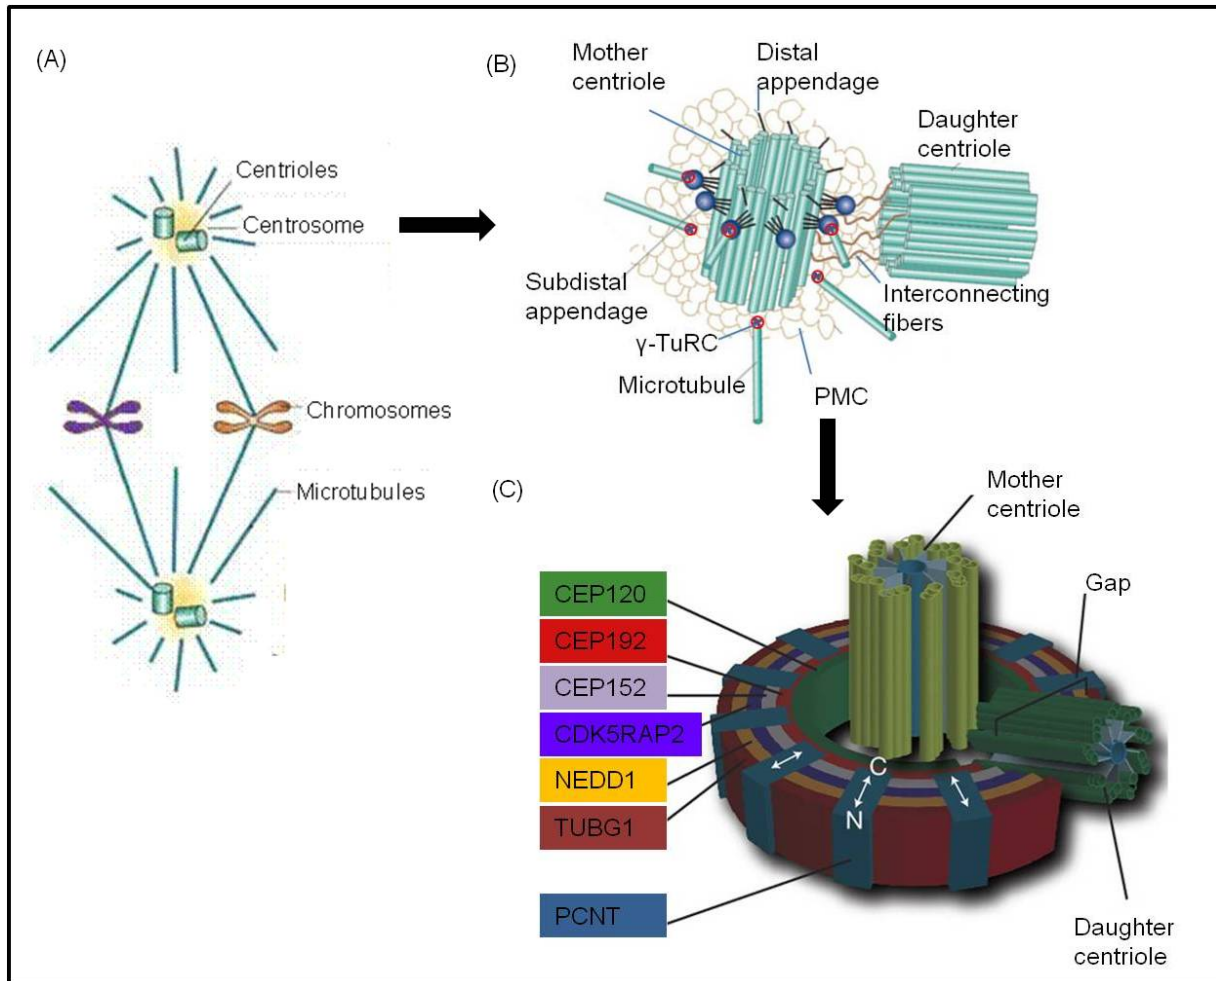 (A)
Centrioles
Centrosome
Chromosomes
Microtubules
(B)
Mother
centriole
Distal
appendage
Daughter
centriole
Subdistal
appendage
Interconnecting
fibers
γ-TuRC
Microtubule
PMC
(C)
Mother
centriole
Gap
CEP120
CEP192
CEP152
CDK5RAP2
NEDD1
TUBG1
PCNT
C
N
Daughter
centriole